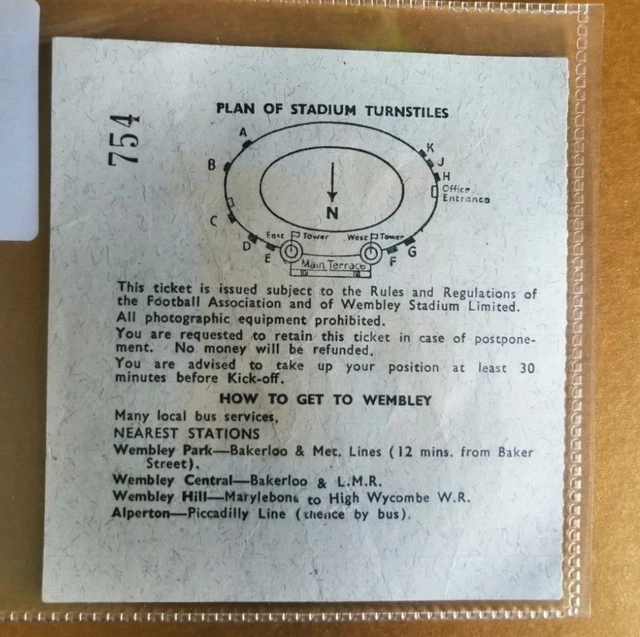 754
PLAN OF STADIUM TURNSTILES
A
B
C
D
E
K
J
H
Office
Entrance
N
East Tower
West Tower
Main Terrace
F
G
This ticket is issued subject to the Rules and Regulations of
the Football Association and of Wembley Stadium Limited.
All photographic equipment prohibited.
You are requested to retain this ticket in case of postpone-
ment. No money will be refunded.
You are advised to take up your position at least 30
minutes before Kick-off.
HOW TO GET TO WEMBLEY
Many local bus services.
NEAREST STATIONS
Wembley Park—Bakerloo & Met. Lines (12 mins. from Baker
Street).
Wembley Central—Bakerloo & L.M.R.
Wembley Hill—Marylebone to High Wycombe W.R.
Alperton—Piccadilly Line (thence by bus).